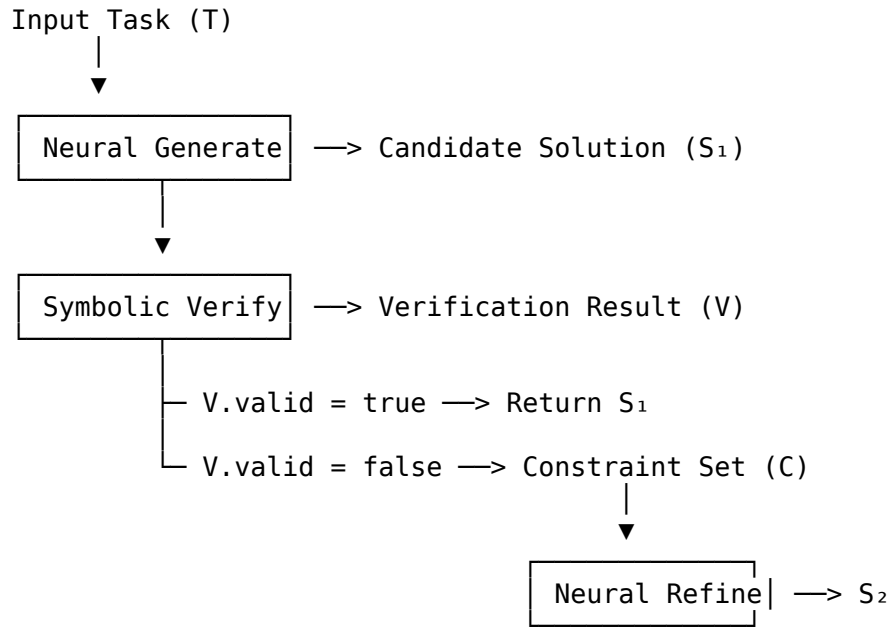 Input Task (T)
Neural Generate ──> Candidate Solution (S₁)
Symbolic Verify ──> Verification Result (V)
V.valid = true ──> Return S₁
V.valid = false ──> Constraint Set (C)
Neural Refine ──> S₂